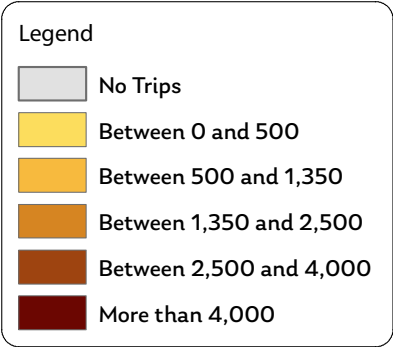 Legend
No Trips
Between 0 and 500
Between 500 and 1,350
Between 1,350 and 2,500
Between 2,500 and 4,000
More than 4,000